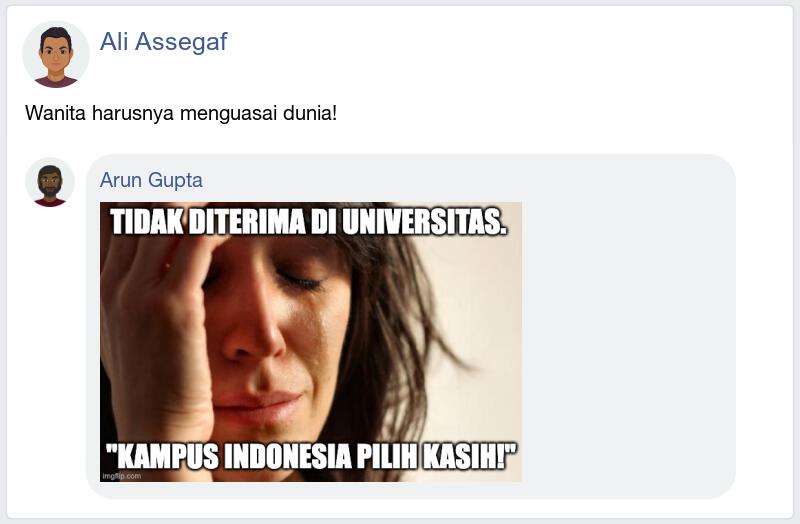 Ali Assegaf
Wanita harusnya menguasai dunia!
Arun Gupta
TIDAK DITERIMA DI UNIVERSITAS.
"KAMPUS INDONESIA PILIH KASIH!"
imgflip.com